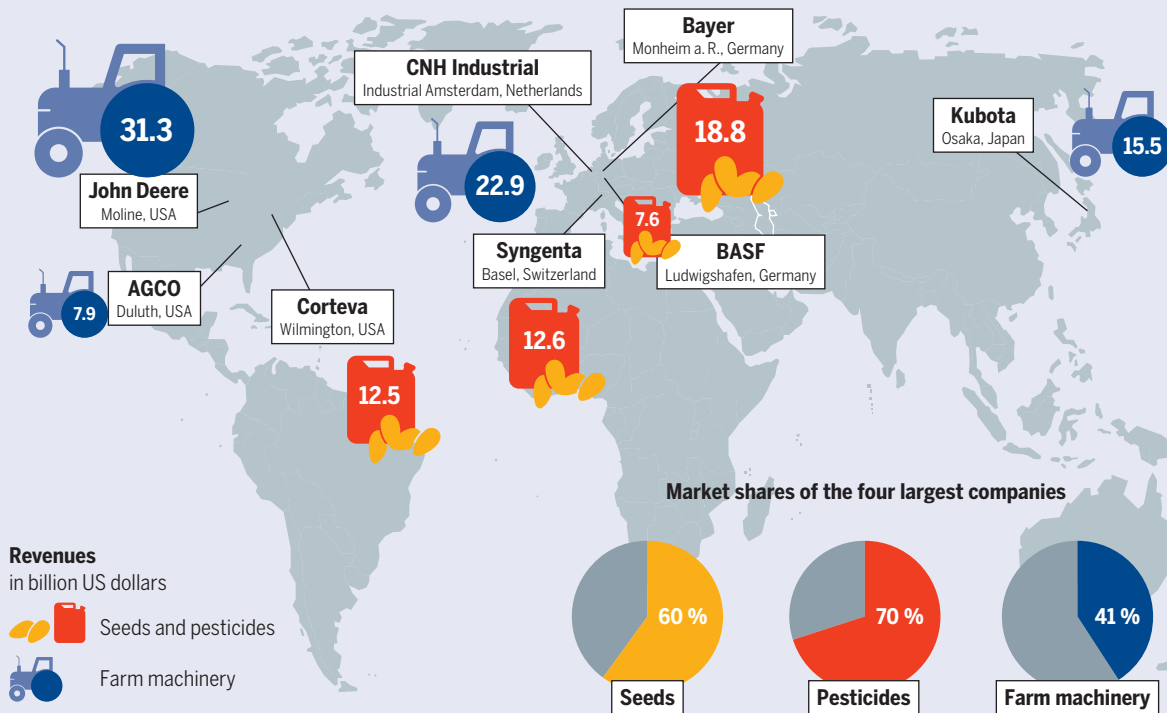 Bayer
Monheim a. R., Germany
CNH Industrial
Industrial Amsterdam, Netherlands
18.8
Kubota
Osaka, Japan
15.5
31.3
22.9
John Deere
Moline, USA
7.6
Syngenta
Basel, Switzerland
BASF
Ludwigshafen, Germany
AGCO
Duluth, USA
7.9
Corteva
Wilmington, USA
12.6
12.5
Market shares of the four largest companies
Revenues
in billion US dollars
Seeds and pesticides
Farm machinery
60 %
70 %
41 %
Seeds
Pesticides
Farm machinery